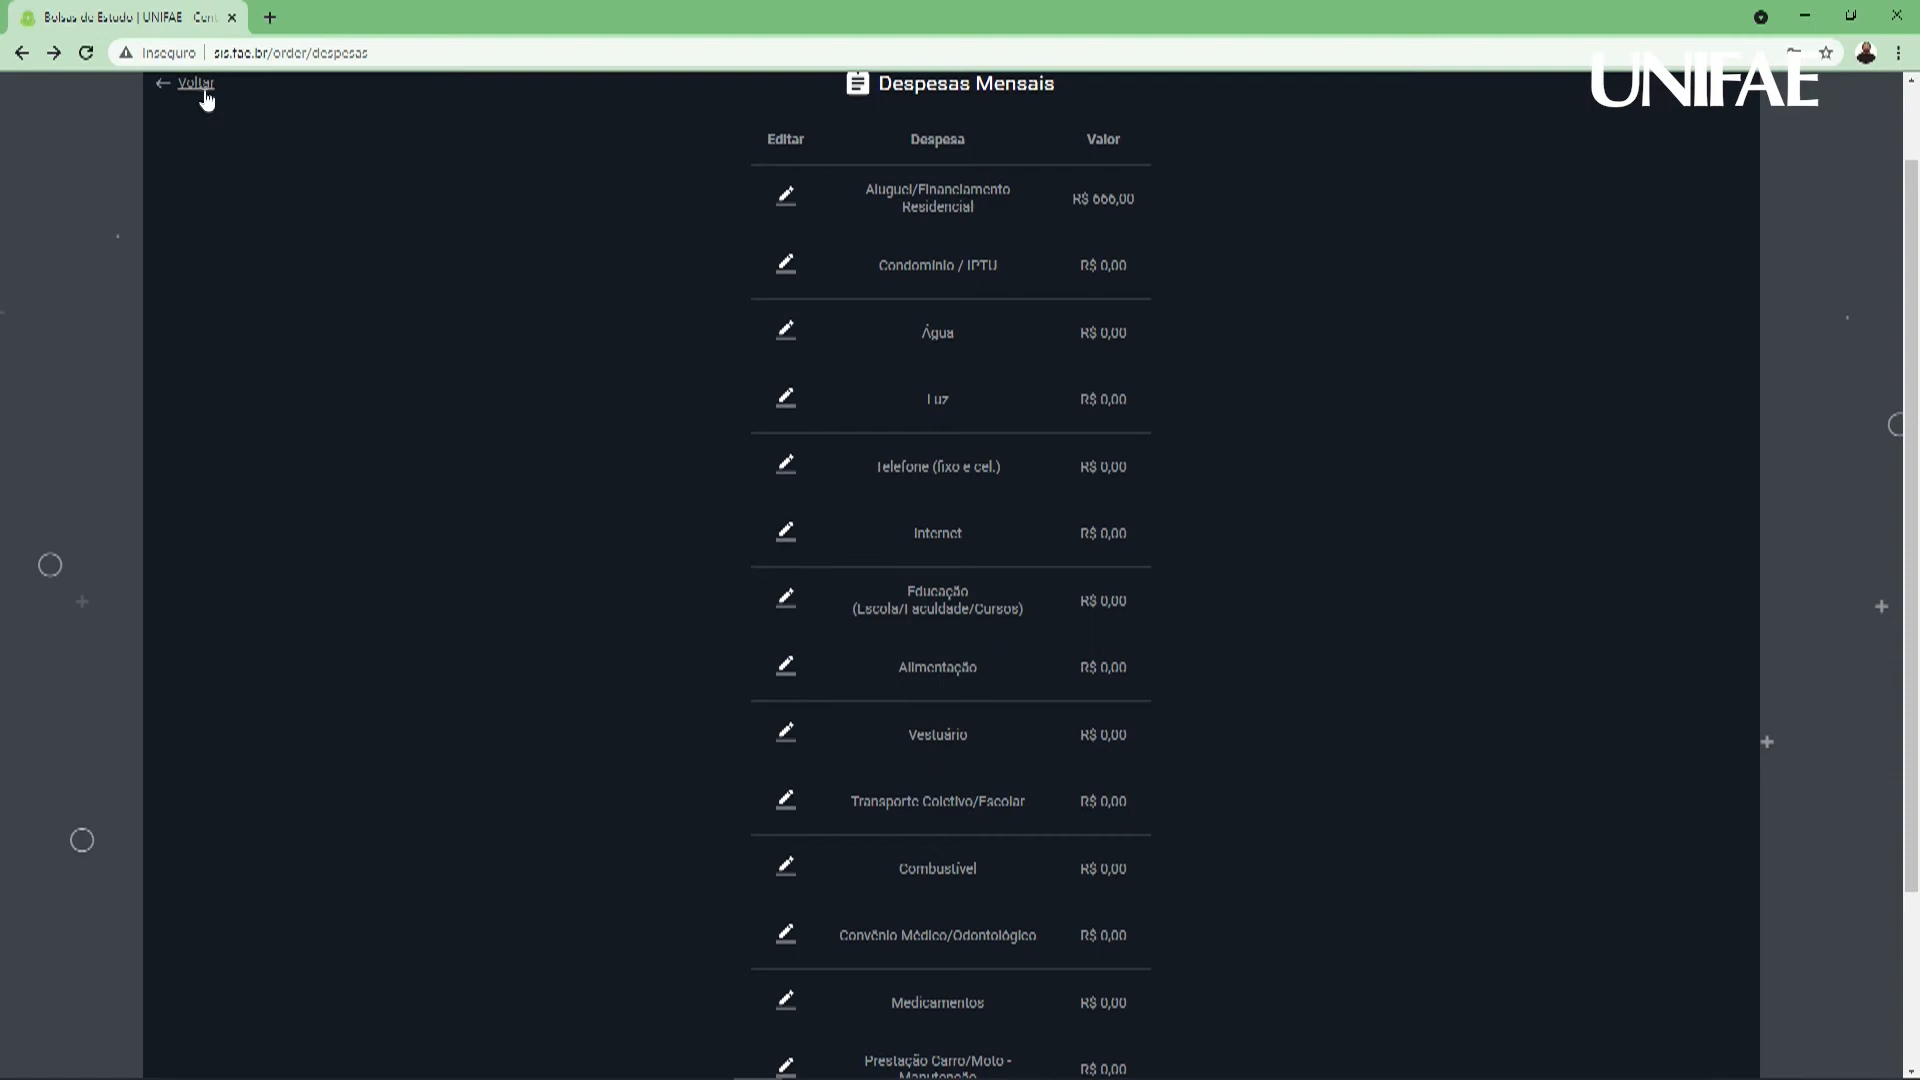 Bolsas de Estudo | UNIFAE - Cent
Inseguro
sis.fae.br/order/despesas
UNIFAE
Voltar
Despesas Mensais
Editar Despesa Valor
Aluguel/Financiamento
Residencial
R$ 666,00
Condomínio / IPTU R$ 0,00
Água R$ 0,00
Luz R$ 0,00
Telefone (fixo e cel.) R$ 0,00
Internet R$ 0,00
Educação
(Escola/Faculdade/Cursos)
R$ 0,00
Alimentação R$ 0,00
Vestuário R$ 0,00
Transporte Coletivo/Escolar R$ 0,00
Combustível R$ 0,00
Convênio Médico/Odontológico R$ 0,00
Medicamentos R$ 0,00
Prestação Carro/Moto -
Manutenção
R$ 0,00